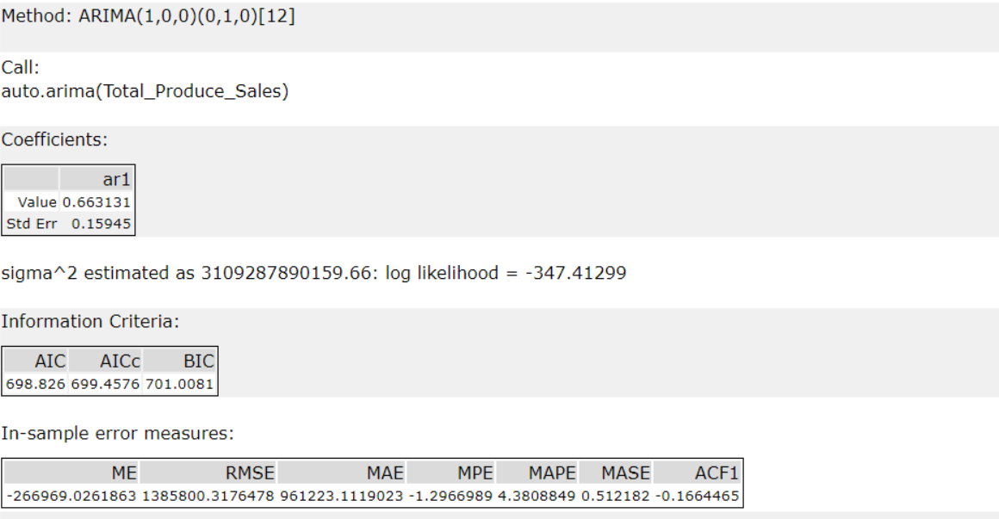 Method: ARIMA(1,0,0)(0,1,0)[12]
Call:
auto.arima(Total_Produce_Sales)
Coefficients:
ar1
Value 0.663131
Std Err 0.15945
sigma^2 estimated as 3109287890159.66: log likelihood = -347.41299
Information Criteria:
AIC AICc BIC
698.826 699.4576 701.0081
In-sample error measures:
ME RMSE MAE MPE MAPE MASE ACF1
-266969.0261863 1385800.3176478 961223.1119023 -1.2966989 4.3808849 0.512182 -0.1664465